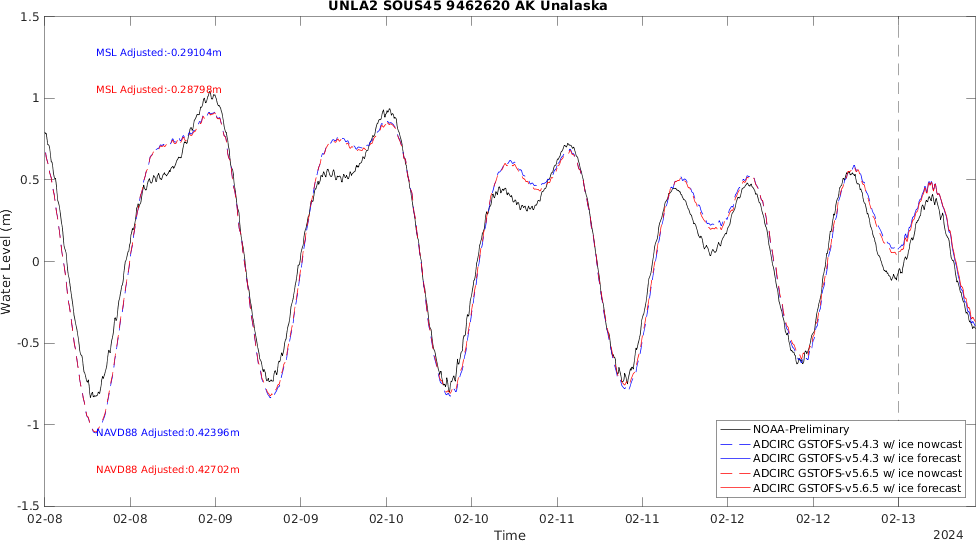 UNLA2 SOUS45 9462620 AK Unalaska
1.5
MSL Adjusted:-0.29104m
1
MSL Adjusted:-0.28798m
0.5
Water Level (m)
0
-0.5
-1
NAVD88 Adjusted:0.42396m
NAVD88 Adjusted:0.42702m
-1.5
NOAA-Preliminary
ADCIRC GSTOFS-v5.4.3 w/ ice nowcast
ADCIRC GSTOFS-v5.4.3 w/ ice forecast
ADCIRC GSTOFS-v5.6.5 w/ ice nowcast
ADCIRC GSTOFS-v5.6.5 w/ ice forecast
02-08 02-08 02-09 02-09 02-10 02-10 02-11 02-11 02-12 02-12 02-13
Time
2024